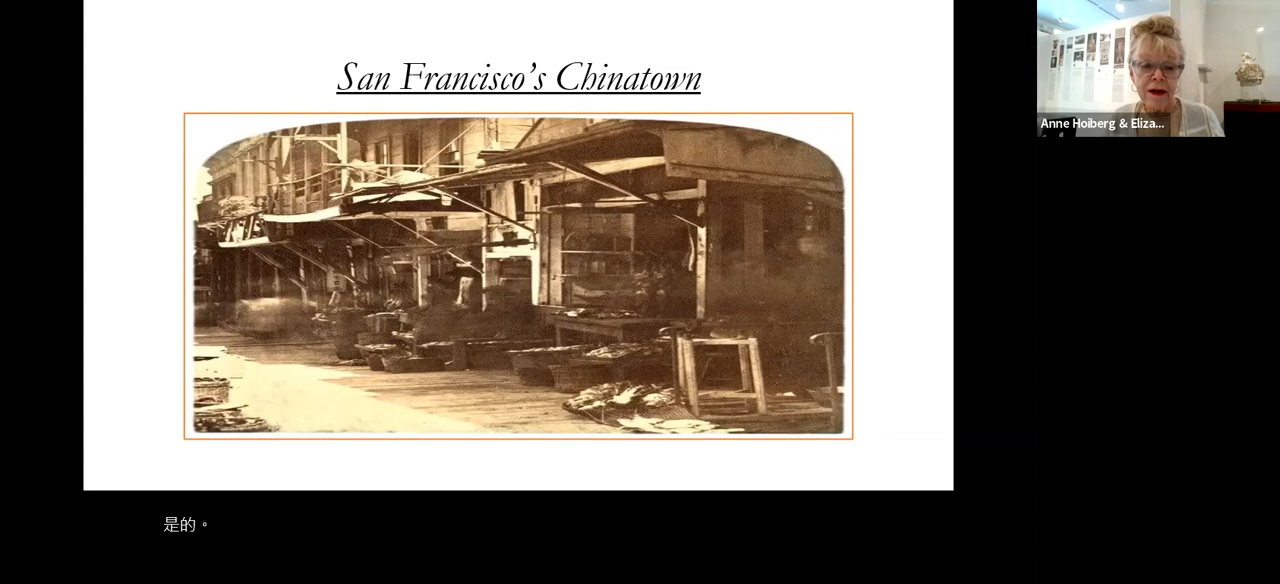 San Francisco's Chinatown
Anne Hoiberg & Eliza...
是的。